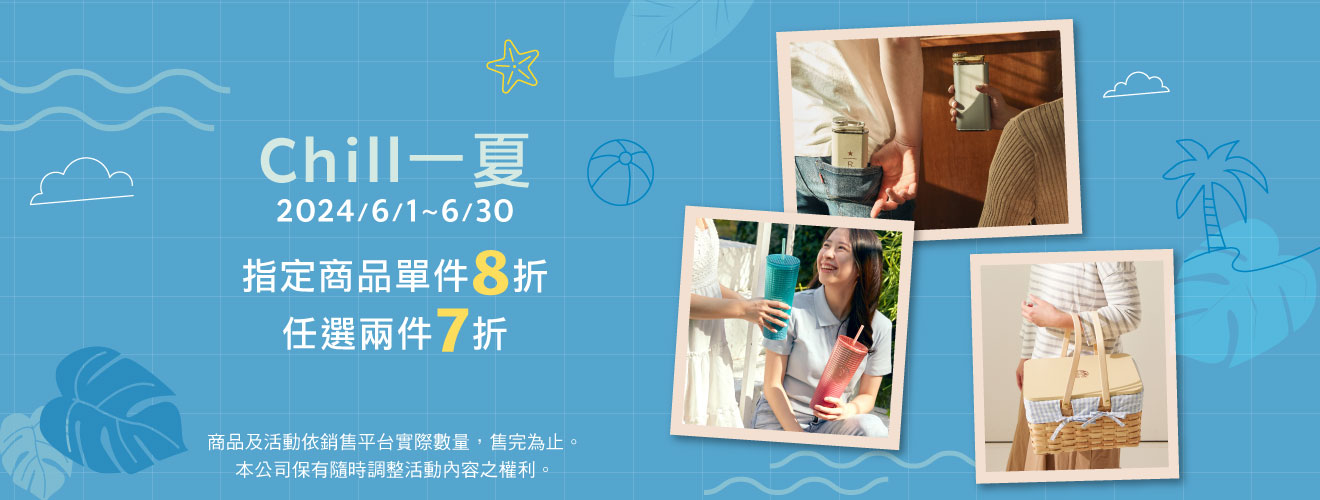 Chill一夏
2024/6/1~6/30
指定商品單件8折
任選兩件7折
商品及活動依銷售平台實際數量，售完為止。
本公司保有隨時調整活動內容之權利。
R